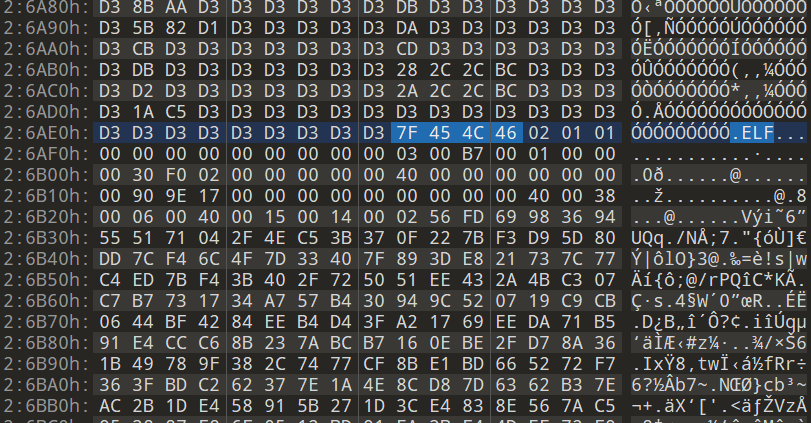 2:6A80h: D3 8B AA D3 D3 D3 D3 D3 D3 DB D3 D3 D3 D3 D3 D3 Ó‹ªÓÓÓÓÓÓÛÓÓÓÓÓÓ
2:6A90h: D3 5B 82 D1 D3 D3 D3 D3 D3 DA D3 D3 D3 D3 D3 D3 Ó[‚ÑÓÓÓÓÓÚÓÓÓÓÓÓ
2:6AA0h: D3 CB D3 D3 D3 D3 D3 D3 D3 CD D3 D3 D3 D3 D3 D3 ÓËÓÓÓÓÓÓÓÍÓÓÓÓÓÓ
2:6AB0h: D3 DB D3 D3 D3 D3 D3 D3 D3 28 2C 2C BC D3 D3 D3 ÓÛÓÓÓÓÓÓÓ(,,¼ÓÓÓ
2:6AC0h: D3 D2 D3 D3 D3 D3 D3 D3 D3 2A 2C 2C BC D3 D3 D3 ÓÒÓÓÓÓÓÓÓ*,,¼ÓÓÓ
2:6AD0h: D3 1A C5 D3 D3 D3 D3 D3 D3 D3 D3 D3 D3 D3 D3 D3 Ó.ÅÓÓÓÓÓÓÓÓÓÓÓÓÓ
2:6AE0h: D3 D3 D3 D3 D3 D3 D3 D3 D3 7F 45 4C 46 02 01 01 ÓÓÓÓÓÓÓÓÓ.ELF...
2:6AF0h: 00 00 00 00 00 00 00 00 00 03 00 B7 00 01 00 00 ...........·....
2:6B00h: 00 30 F0 02 00 00 00 00 00 40 00 00 00 00 00 00 .0ð......@......
2:6B10h: 00 90 9E 17 00 00 00 00 00 00 00 00 40 00 38 ..ž.........@.8
2:6B20h: 00 06 00 40 00 15 00 14 00 02 56 FD 69 98 36 94 ...@......Výi˜6”
2:6B30h: 55 51 71 04 2F 4E C5 3B 37 0F 22 7B F3 D9 5D 80 UQq./NÅ;7."{óÙ]€
2:6B40h: DD 7C F4 6C 4F 7D 33 40 7F 89 3D E8 21 73 7C 77 Ý|ôlO}3@.‰=è!s|w
2:6B50h: C4 ED 7B F4 3B 40 2F 72 50 51 EE 43 2A 4B C3 07 Äí{ô;@/rPQîC*KÃ.
2:6B60h: C7 B7 73 17 34 A7 57 B4 30 94 9C 52 07 19 C9 CB Ç·s.4§W´0”œR..ÉË
2:6B70h: 06 44 BF 42 84 EE B4 D4 3F A2 17 69 EE DA 71 B5 .D¿B„î´Ô?¢.iîÚqµ
2:6B80h: 91 E4 CC C6 8B 23 7A BC B7 16 0E BE 2F D7 8A 36 ‘äÌÆ‹#z¼·..¾/×Š6
2:6B90h: 1B 49 78 9F 38 2C 74 77 CF 8B E1 BD 66 52 72 F7 .IxŸ8,twÏ‹á½fRr÷
2:6BA0h: 36 3F BD C2 62 37 7E 1A 4E 8C D8 7D 63 62 B3 7E 6?½Âb7~.NŒØ}cb³~
2:6BB0h: AC 2B 1D E4 58 91 5B 27 1D 3C E4 83 8E 56 7A C5 ¬+.äX‘['.<äƒŽVzÅ